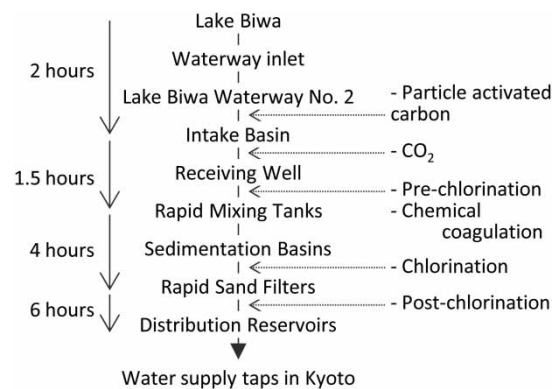 Lake Biwa
Waterway inlet
2 hours
Lake Biwa Waterway No. 2
- Particle activated
carbon
Intake Basin
- CO₂
Receiving Well
1.5 hours
- Pre-chlorination
Rapid Mixing Tanks
- Chemical
coagulation
Sedimentation Basins
4 hours
- Chlorination
Rapid Sand Filters
6 hours
- Post-chlorination
Distribution Reservoirs
Water supply taps in Kyoto